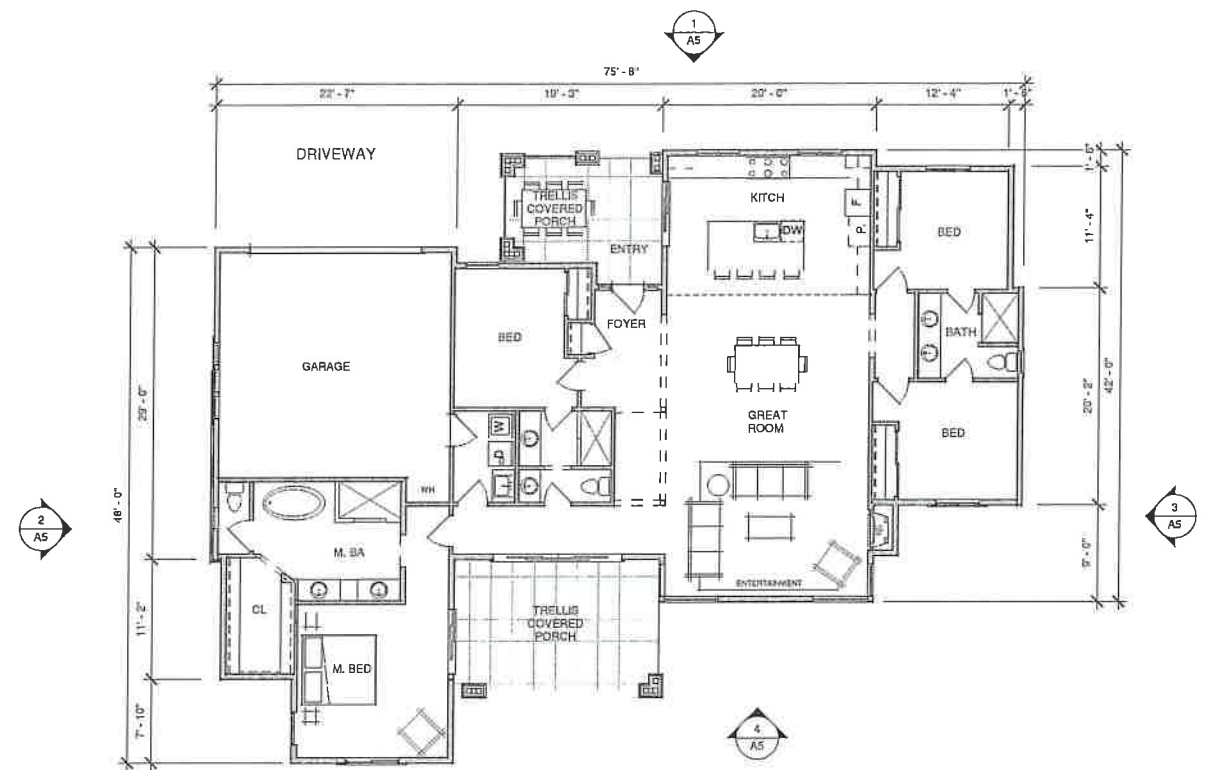 1
A5
75'-8"
22'-7"
19'-3"
20'-0"
12'-4"
1'-6"
DRIVEWAY
TRELLIS
COVERED
PORCH
ENTRY
KITCH
F
P.
DW
BED
1'-6"
11'-4"
FOYER
BED
BATH
GARAGE
GREAT
ROOM
BED
20'-2"
42'-0"
29'-0"
48'-0"
W
D
WH
2
A5
3
A5
M. BA
9'-0"
ENTERTAINMENT
CL
11'-2"
TRELLIS
COVERED
PORCH
M. BED
7'-10"
4
A5